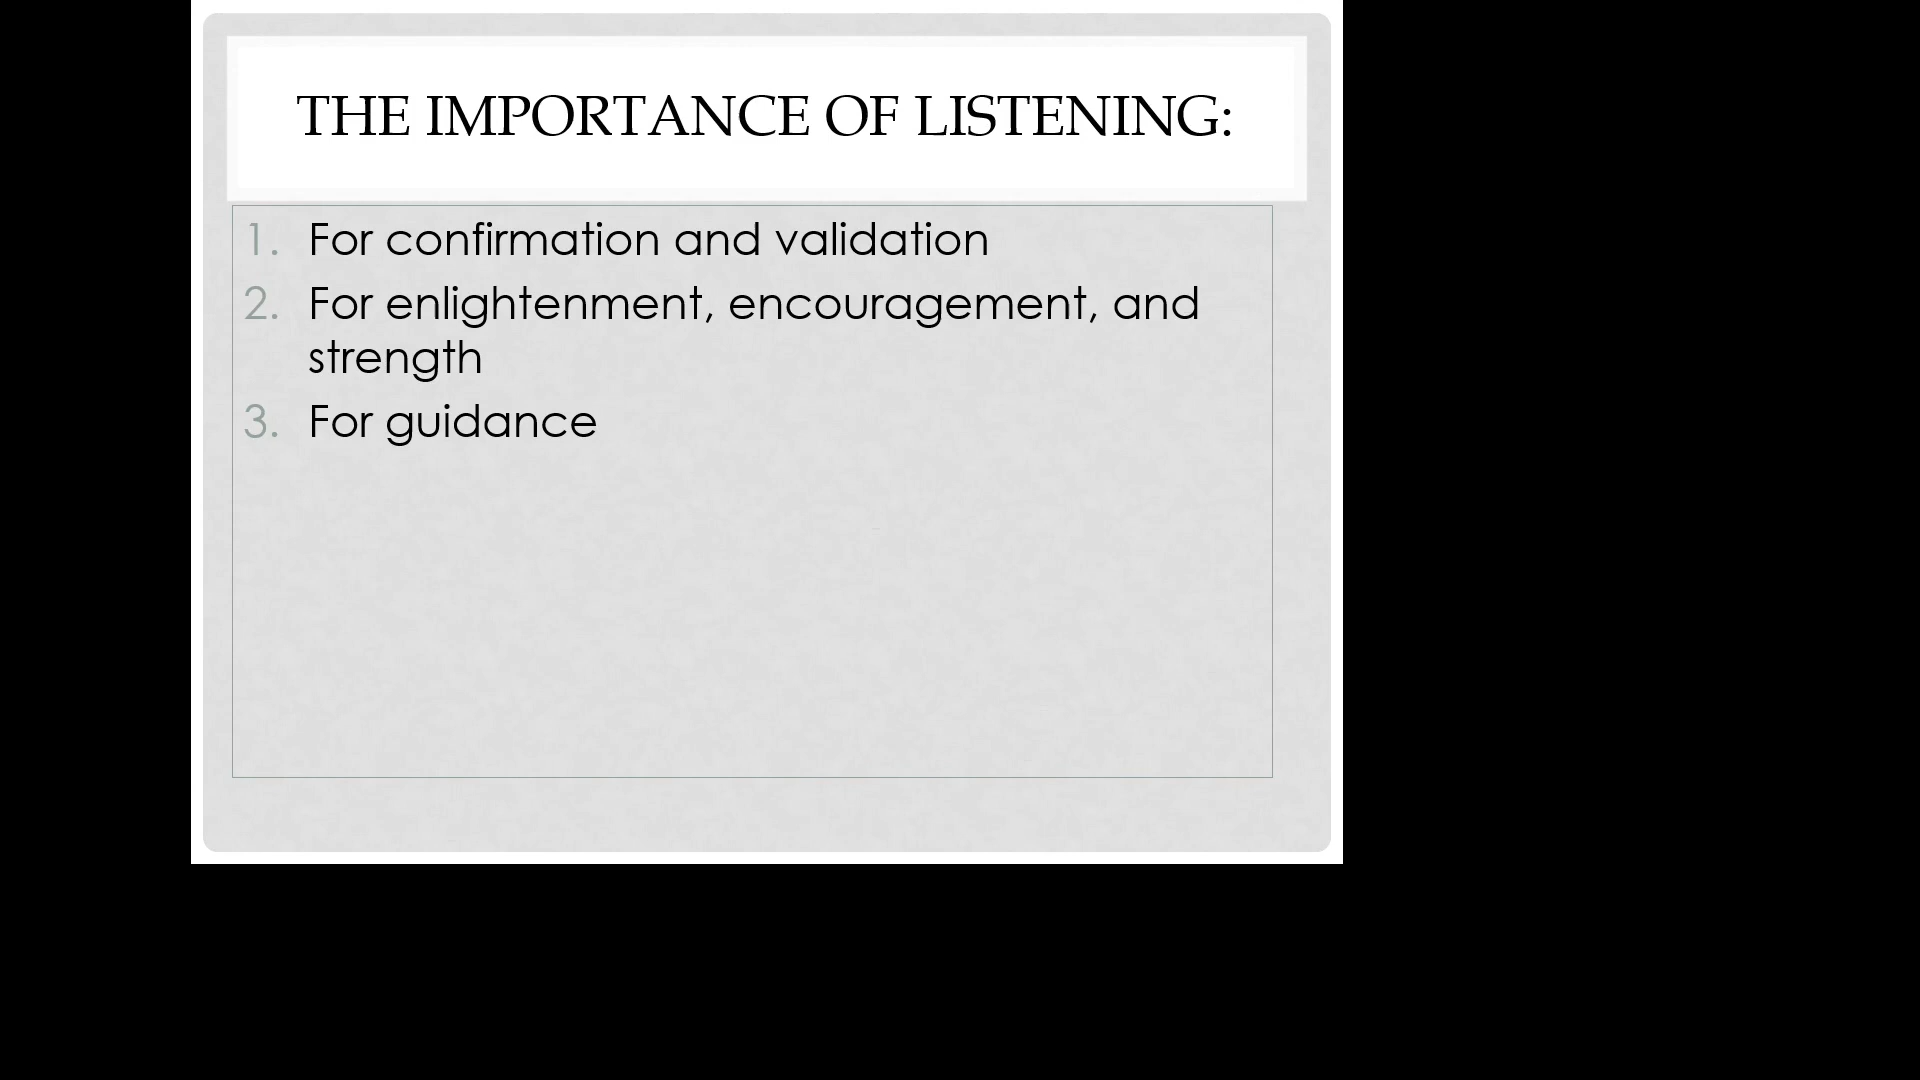 THE IMPORTANCE OF LISTENING:
1. For confirmation and validation
2. For enlightenment, encouragement, and
strength
3. For guidance